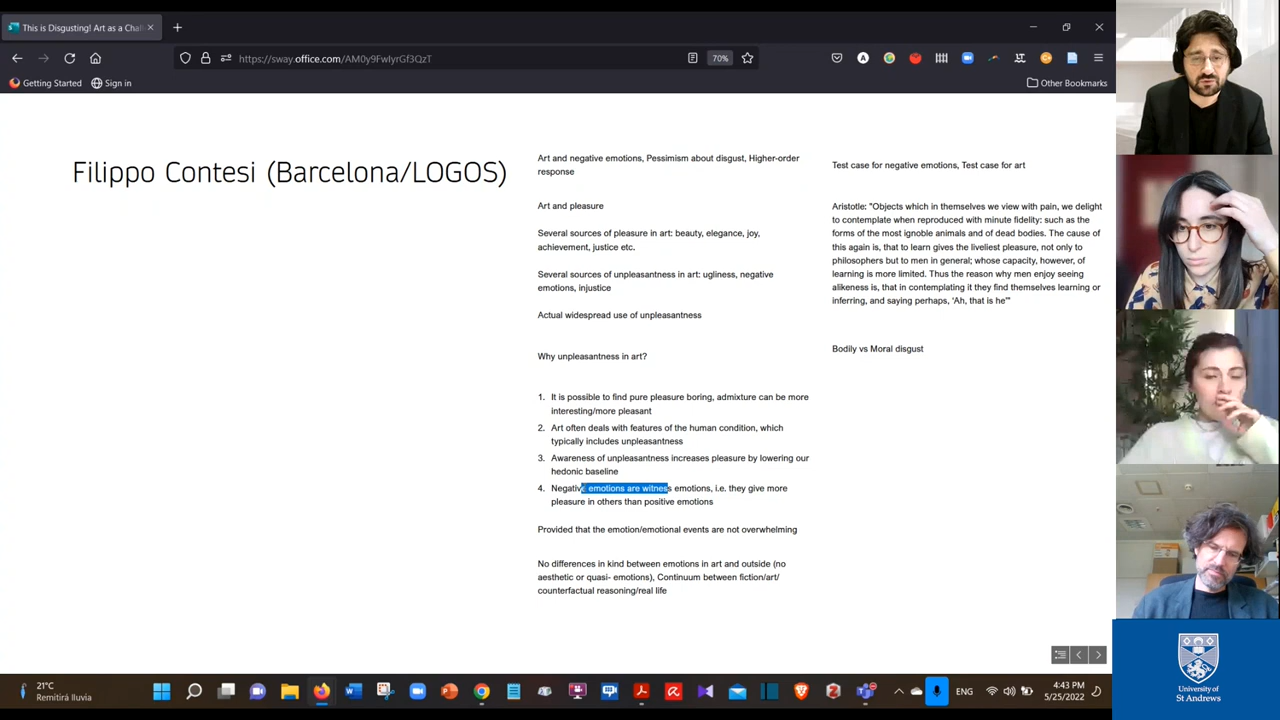 This is Disgusting! Art as a Chal
https://sway.office.com/AM0y9FwIyrGf3QzT
70%
Getting Started
Sign in
Other Bookmarks
Filippo Contesi (Barcelona/LOGOS)
Art and negative emotions, Pessimism about disgust, Higher-order
response
Art and pleasure
Several sources of pleasure in art: beauty, elegance, joy,
achievement, justice etc.
Several sources of unpleasantness in art: ugliness, negative
emotions, injustice
Actual widespread use of unpleasantness
Why unpleasantness in art?
1. It is possible to find pure pleasure boring, admixture can be more
interesting/more pleasant
2. Art often deals with features of the human condition, which
typically includes unpleasantness
3. Awareness of unpleasantness increases pleasure by lowering our
hedonic baseline
4. Negative emotions are witness emotions, i.e. they give more
pleasure in others than positive emotions
Provided that the emotion/emotional events are not overwhelming
No differences in kind between emotions in art and outside (no
aesthetic or quasi- emotions), Continuum between fiction/art/
counterfactual reasoning/real life
Test case for negative emotions, Test case for art
Aristotle: "Objects which in themselves we view with pain, we delight
to contemplate when reproduced with minute fidelity: such as the
forms of the most ignoble animals and of dead bodies. The cause of
this again is, that to learn gives the liveliest pleasure, not only to
philosophers but to men in general; whose capacity, however, of
learning is more limited. Thus the reason why men enjoy seeing
alikeness is, that in contemplating it they find themselves learning or
inferring, and saying perhaps, 'Ah, that is he'"
Bodily vs Moral disgust
21°C
Remitirá lluvia
ENG
4:43 PM
5/25/2022
University of
St Andrews